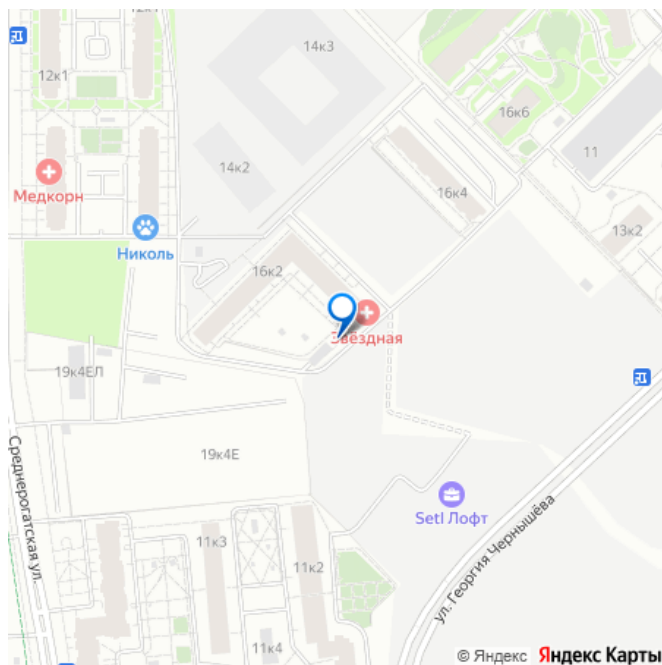 12к1
12к1
14к3
16к6
11
14к2
16к4
Медкорн
13к2
Николь
16к2
Звёздная
19к4ЕЛ
19к4Е
Среднерогатская ул.
Setl Лофт
ул. Георгия Чернышёва
11к3
11к2
11к4
© Яндекс Яндекс Карты